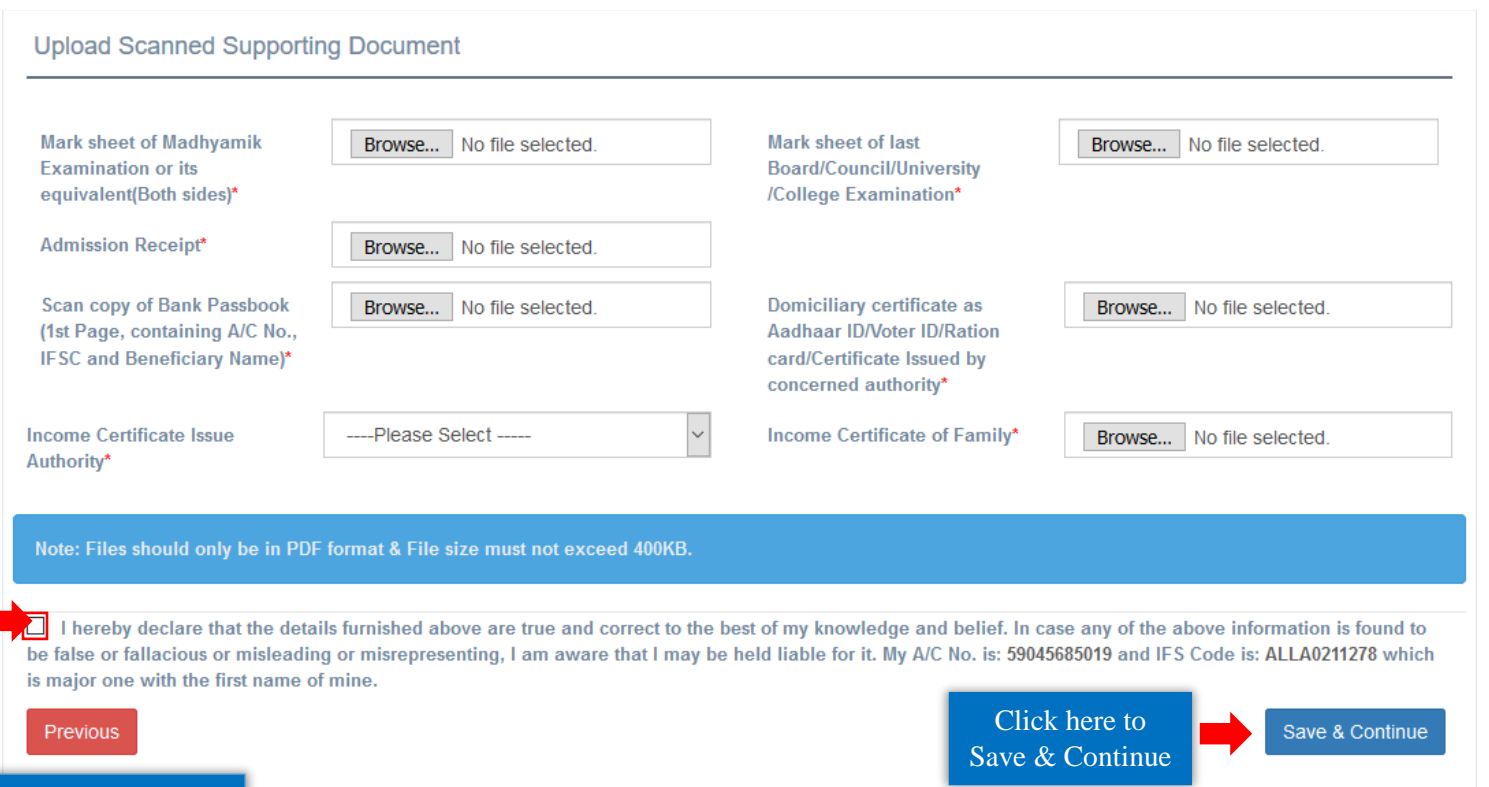 Upload Scanned Supporting Document
Mark sheet of Madhyamik
Examination or its
equivalent(Both sides)*
Browse... No file selected.
Mark sheet of last
Board/Council/University
/College Examination*
Browse... No file selected.
Admission Receipt*
Browse... No file selected.
Scan copy of Bank Passbook
(1st Page, containing A/C No.,
IFSC and Beneficiary Name)*
Browse... No file selected.
Domiciliary certificate as
Aadhaar ID/Voter ID/Ration
card/Certificate Issued by
concerned authority*
Browse... No file selected.
Income Certificate Issue
Authority*
----Please Select -----
Income Certificate of Family*
Browse... No file selected.
Note: Files should only be in PDF format & File size must not exceed 400KB.
I hereby declare that the details furnished above are true and correct to the best of my knowledge and belief. In case any of the above information is found to
be false or fallacious or misleading or misrepresenting, I am aware that I may be held liable for it. My A/C No. is: 59045685019 and IFS Code is: ALLA0211278 which
is major one with the first name of mine.
Previous
Click here to
Save & Continue
Save & Continue